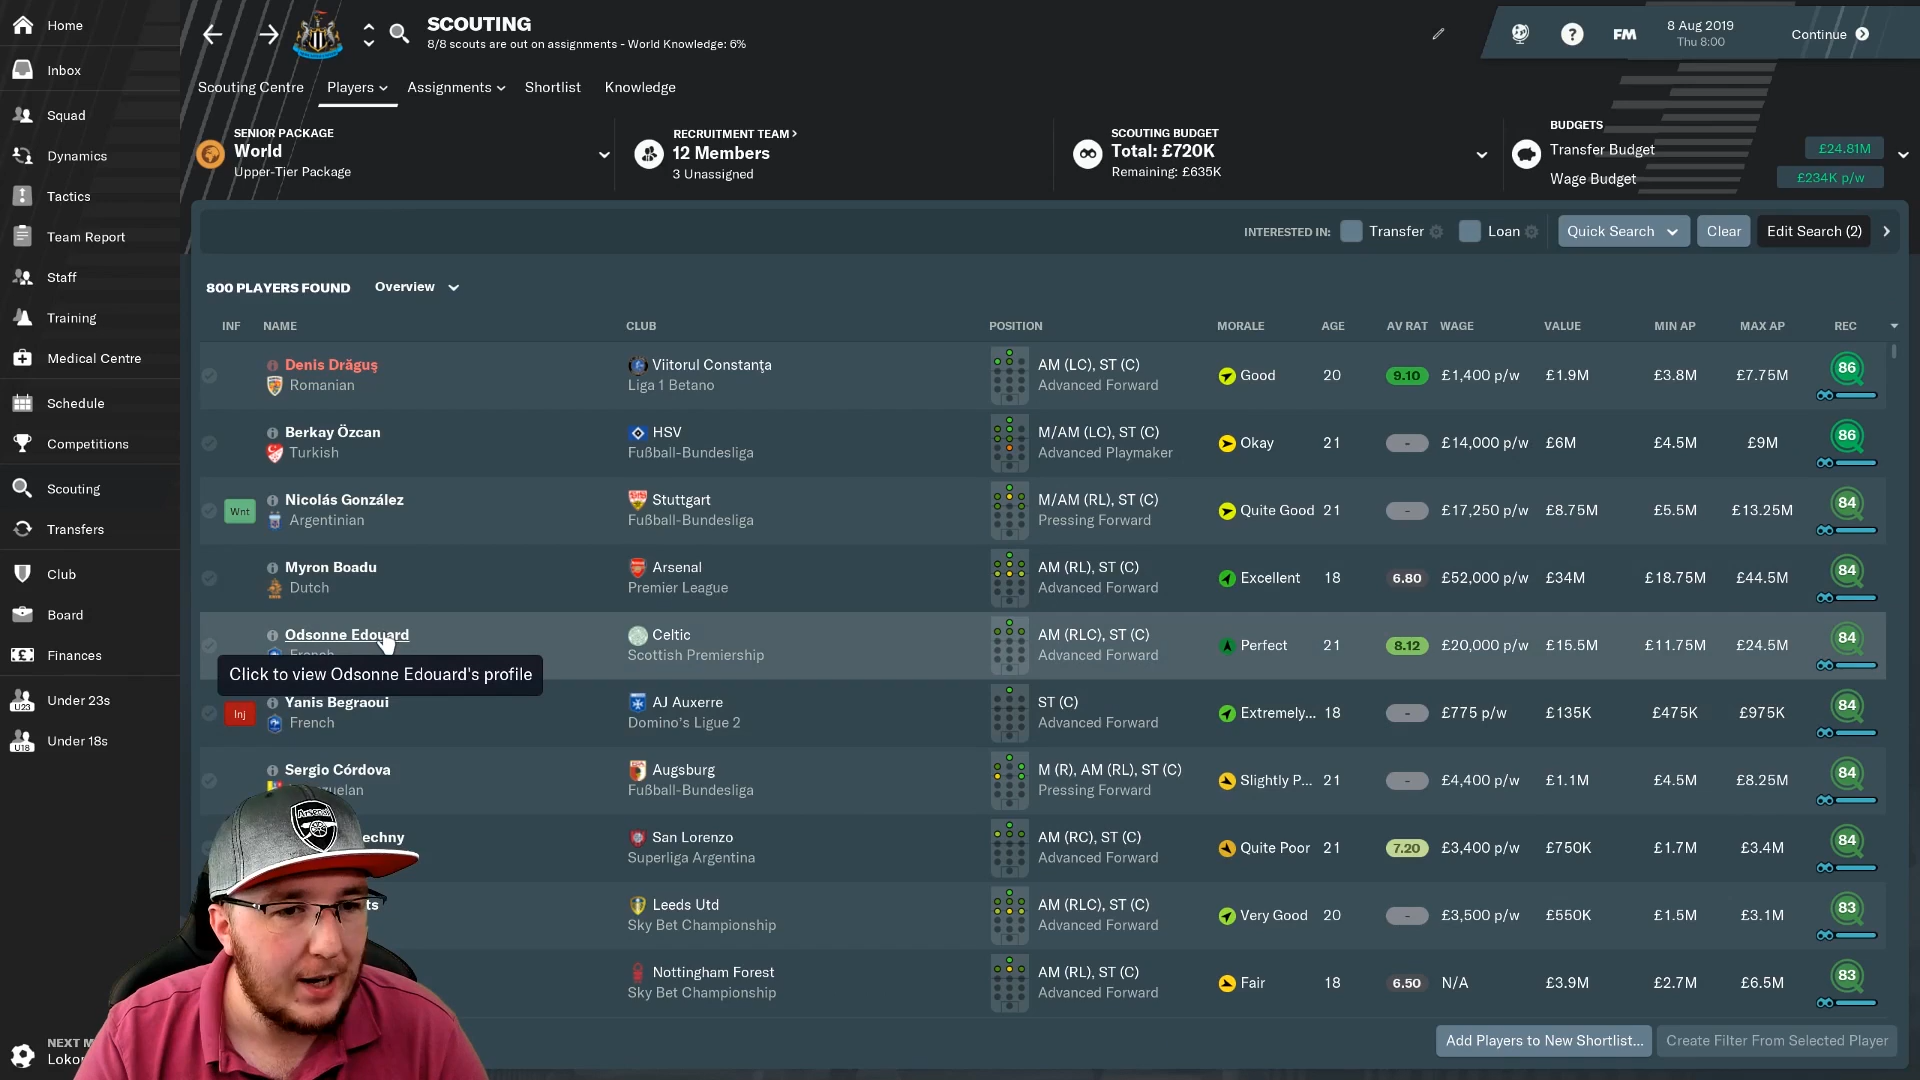 Home
Inbox
Squad
Dynamics
Tactics
Team Report
Staff
Training
Medical Centre
Schedule
Competitions
Scouting
Transfers
Club
Board
Finances
U23 Under 23s
U18 Under 18s
NEXT M
Loko
SCOUTING
8/8 scouts are out on assignments - World Knowledge: 6%
FM
8 Aug 2019
Thu 8:00
Continue
Scouting Centre Players Assignments Shortlist Knowledge
SENIOR PACKAGE
World
Upper-Tier Package
RECRUITMENT TEAM >
12 Members
3 Unassigned
SCOUTING BUDGET
Total: £720K
Remaining: £635K
BUDGETS
Transfer Budget £24.81M
Wage Budget £234K p/w
INTERESTED IN: Transfer Loan Quick Search Clear Edit Search (2)
800 PLAYERS FOUND Overview
INF NAME CLUB POSITION MORALE AGE AV RAT WAGE VALUE MIN AP MAX AP REC
Denis Drăguş Viitorul Constanţa AM (LC), ST (C) Good 20 9.10 £1,400 p/w £1.9M £3.8M £7.75M 86
Romanian Liga 1 Betano Advanced Forward
Berkay Özcan HSV M/AM (LC), ST (C) Okay 21 - £14,000 p/w £6M £4.5M £9M 86
Turkish Fußball-Bundesliga Advanced Playmaker
Wnt Nicolás González Stuttgart M/AM (RL), ST (C) Quite Good 21 - £17,250 p/w £8.75M £5.5M £13.25M 84
Argentinian Fußball-Bundesliga Pressing Forward
Myron Boadu Arsenal AM (RL), ST (C) Excellent 18 6.80 £52,000 p/w £34M £18.75M £44.5M 84
Dutch Premier League Advanced Forward
Odsonne Edouard Celtic AM (RLC), ST (C) Perfect 21 8.12 £20,000 p/w £15.5M £11.75M £24.5M 84
French Scottish Premiership Advanced Forward
Click to view Odsonne Edouard's profile
Inj Yanis Begraoui AJ Auxerre ST (C) Extremely... 18 - £775 p/w £135K £475K £975K 84
French Domino's Ligue 2 Advanced Forward
Sergio Córdova Augsburg M (R), AM (RL), ST (C) Slightly P... 21 - £4,400 p/w £1.1M £4.5M £8.25M 84
guelan Fußball-Bundesliga Pressing Forward
echny San Lorenzo AM (RC), ST (C) Quite Poor 21 7.20 £3,400 p/w £750K £1.7M £3.4M 84
Superliga Argentina Advanced Forward
ts Leeds Utd AM (RLC), ST (C) Very Good 20 - £3,500 p/w £550K £1.5M £3.1M 83
Sky Bet Championship Advanced Forward
Nottingham Forest AM (RL), ST (C) Fair 18 6.50 N/A £3.9M £2.7M £6.5M 83
Sky Bet Championship Advanced Forward
Arsenal
Add Players to New Shortlist... Create Filter From Selected Player